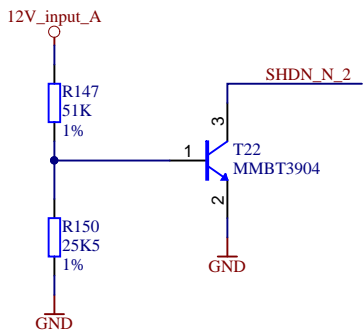 12V_input_A
R147
51K
1%
SHDN_N_2
3
1
T22
MMBT3904
2
R150
25K5
1%
GND
GND